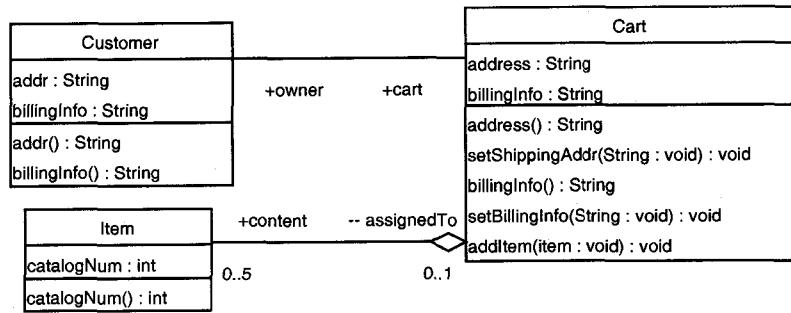 Customer
addr : String
billingInfo : String
addr() : String
billingInfo() : String
+owner
+cart
Cart
address : String
billingInfo : String
address() : String
setShippingAddr(String : void) : void
billingInfo() : String
setBillingInfo(String : void) : void
addItem(item : void) : void
Item
catalogNum : int
catalogNum() : int
+content
-- assignedTo
0..5
0..1